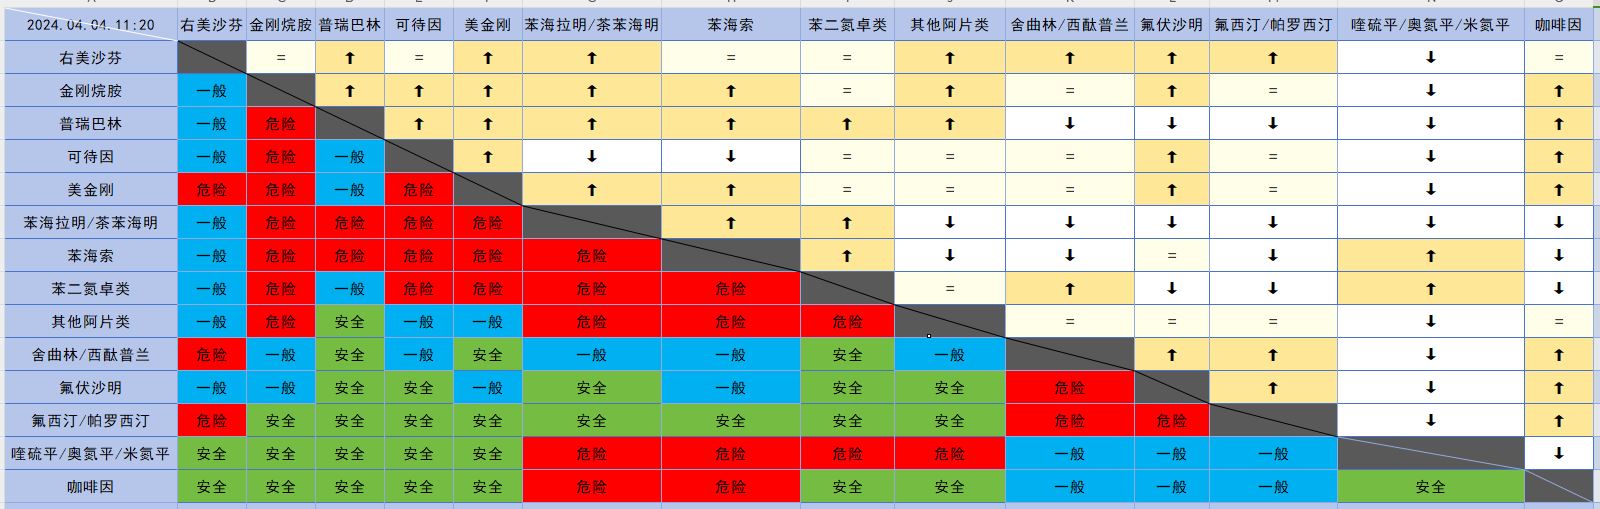 2024.04.04.11:20 右美沙芬 金刚烷胺 普瑞巴林 可待因 美金刚 苯海拉明/茶苯海明 苯海索 苯二氮卓类 其他阿片类 舍曲林/西酞普兰 氟伏沙明 氟西汀/帕罗西汀 喹硫平/奥氮平/米氮平 咖啡因
右美沙芬 = ↑ = ↑ ↑ = = ↑ ↑ ↑ ↑ ↓ =
金刚烷胺 一般 ↑ ↑ ↑ ↑ ↑ = ↑ = ↑ = ↓ ↑
普瑞巴林 一般 危险 ↑ ↑ ↑ ↑ ↑ ↑ ↓ ↓ ↓ ↓ ↑
可待因 一般 危险 一般 ↑ ↓ ↓ = = = ↑ = ↓ ↑
美金刚 危险 危险 一般 危险 ↑ ↑ = = = ↑ = ↓ ↑
苯海拉明/茶苯海明 一般 危险 危险 危险 危险 ↑ ↑ ↓ ↓ ↓ ↓ ↓ ↓
苯海索 一般 危险 危险 危险 危险 危险 ↑ ↓ ↓ = ↓ ↑ ↓
苯二氮卓类 一般 危险 一般 危险 危险 危险 危险 = ↑ ↓ ↓ ↑ ↓
其他阿片类 一般 危险 安全 一般 一般 危险 危险 危险 = = = ↓ =
舍曲林/西酞普兰 危险 一般 安全 一般 安全 一般 一般 安全 一般 ↑ ↑ ↓ ↑
氟伏沙明 一般 一般 安全 安全 一般 安全 一般 安全 安全 危险 ↑ ↓ ↑
氟西汀/帕罗西汀 危险 安全 安全 安全 安全 安全 安全 安全 安全 危险 危险 ↓ ↑
喹硫平/奥氮平/米氮平 安全 安全 安全 安全 安全 危险 危险 危险 危险 一般 一般 一般 ↓
咖啡因 安全 安全 安全 安全 安全 危险 危险 安全 安全 一般 一般 一般 安全